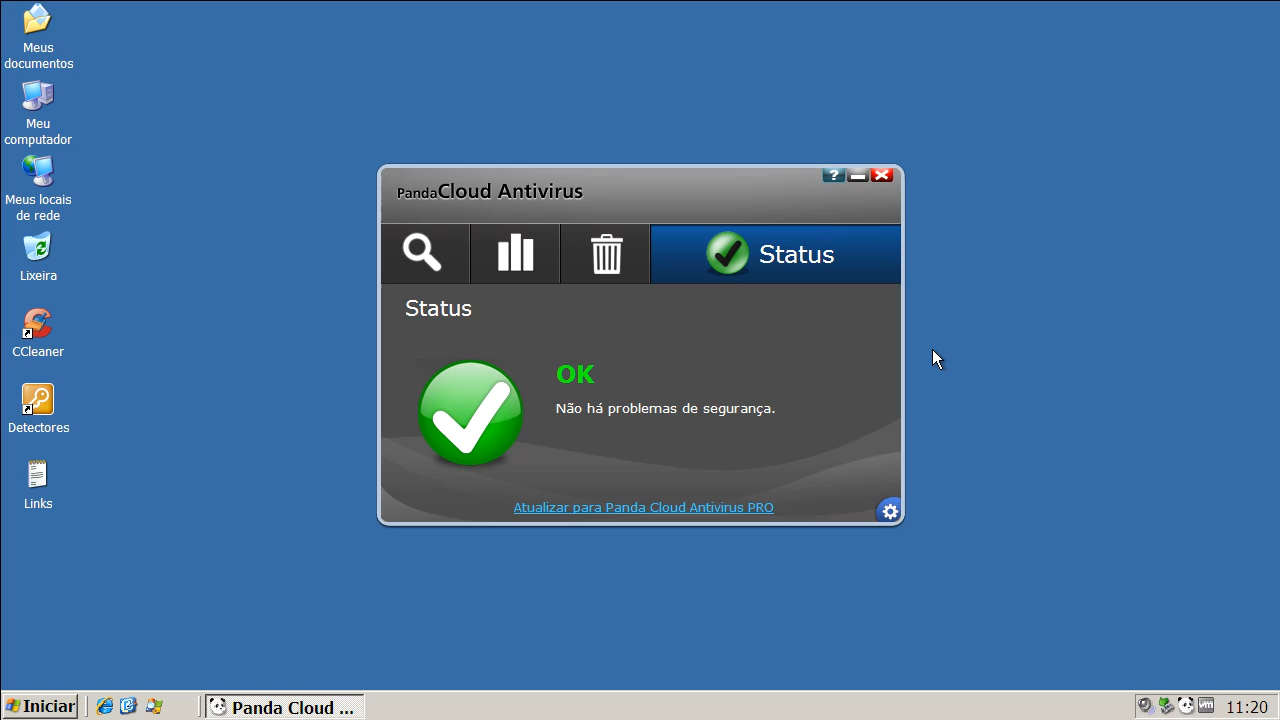 Meus
documentos
Meu
computador
Meus locais
de rede
Lixeira
CCleaner
Detectores
Links
PandaCloud Antivirus
?
Status
Status
OK
Não há problemas de segurança.
Atualizar para Panda Cloud Antivirus PRO
Iniciar
Panda Cloud ...
vm
11:20